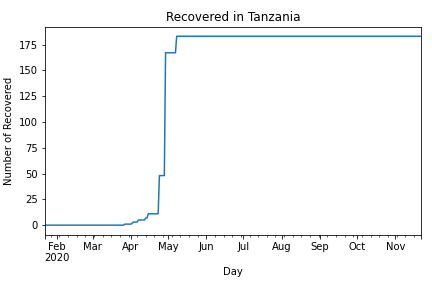 Recovered in Tanzania
Number of Recovered
175
150
125
100
75
50
25
0
Feb Mar Apr May Jun Jul Aug Sep Oct Nov
2020
Day